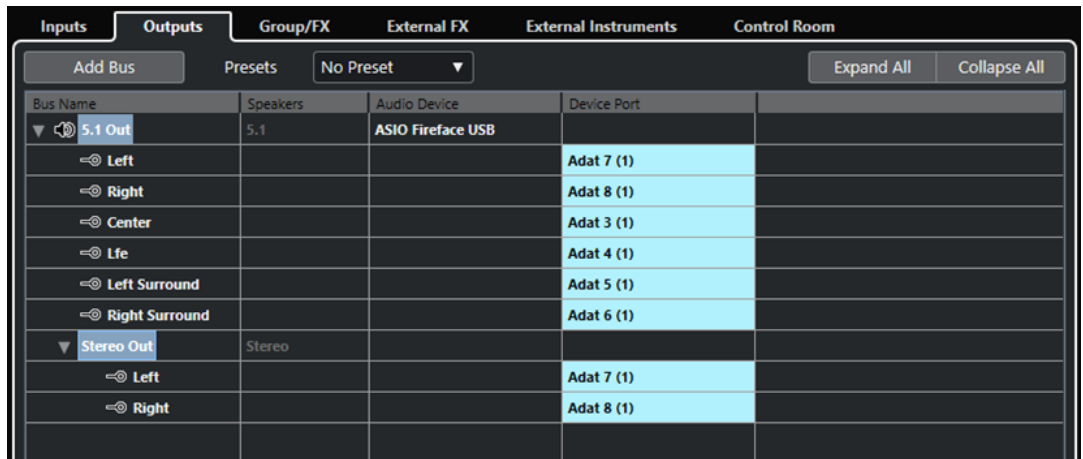 Inputs Outputs Group/FX External FX External Instruments Control Room
Add Bus Presets No Preset Expand All Collapse All
Bus Name Speakers Audio Device Device Port
5.1 Out 5.1 ASIO Fireface USB
Left Adat 7 (1)
Right Adat 8 (1)
Center Adat 3 (1)
Lfe Adat 4 (1)
Left Surround Adat 5 (1)
Right Surround Adat 6 (1)
Stereo Out Stereo
Left Adat 7 (1)
Right Adat 8 (1)